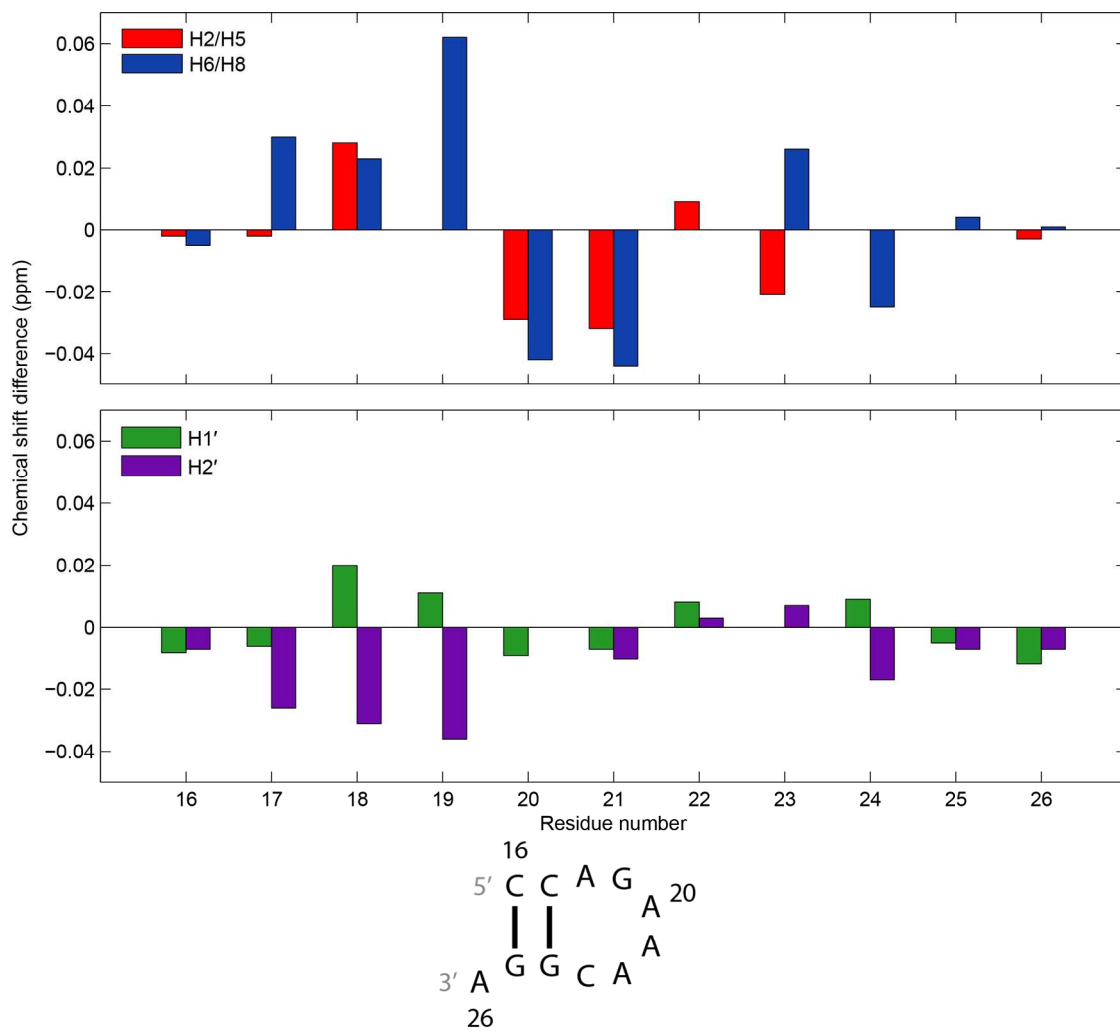 H2/H5
H6/H8
0.06
0.04
0.02
0
−0.02
−0.04
Chemical shift difference (ppm)
H1′
H2′
0.06
0.04
0.02
0
−0.02
−0.04
16 17 18 19 20 21 22 23 24 25 26
Residue number
16
5′ C C A G
A 20
A
3′ A G G C A
26